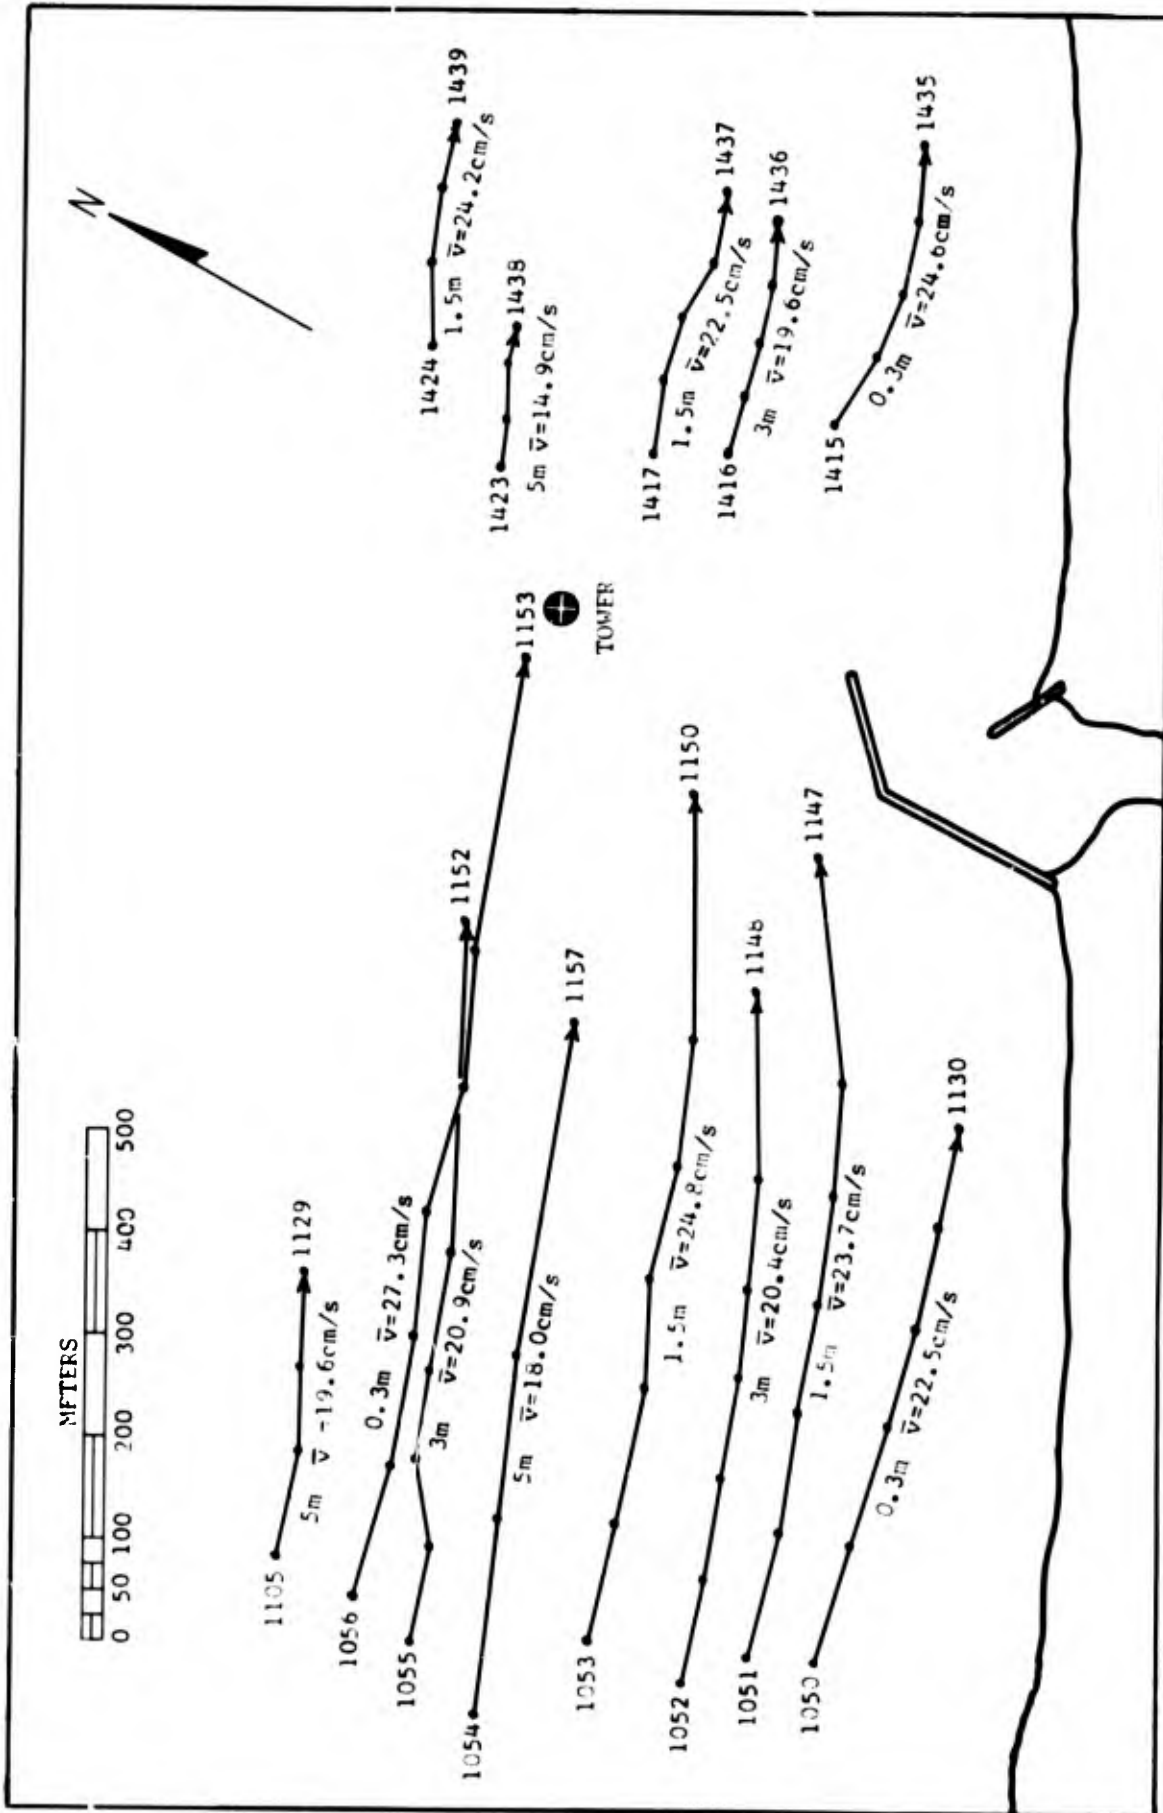 N
METERS
0 50 100 200 300 400 500
1105
1129
5m v̄ =19.6cm/s
1056
0.3m v̄=27.3cm/s
1153
1055
3m v̄=20.9cm/s
1152
1054
5m v̄=18.0cm/s
1157
1053
1.5m v̄=24.8cm/s
1150
1052
3m v̄=20.4cm/s
1148
1051
1.5m v̄=23.7cm/s
1147
1050
0.3m v̄=22.5cm/s
1130
TOWER
1424
1.5m v̄=24.2cm/s
1439
1423
5m v̄=14.9cm/s
1438
1417
1.5m v̄=22.5cm/s
1437
1416
3m v̄=19.6cm/s
1436
1415
0.3m v̄=24.6cm/s
1435